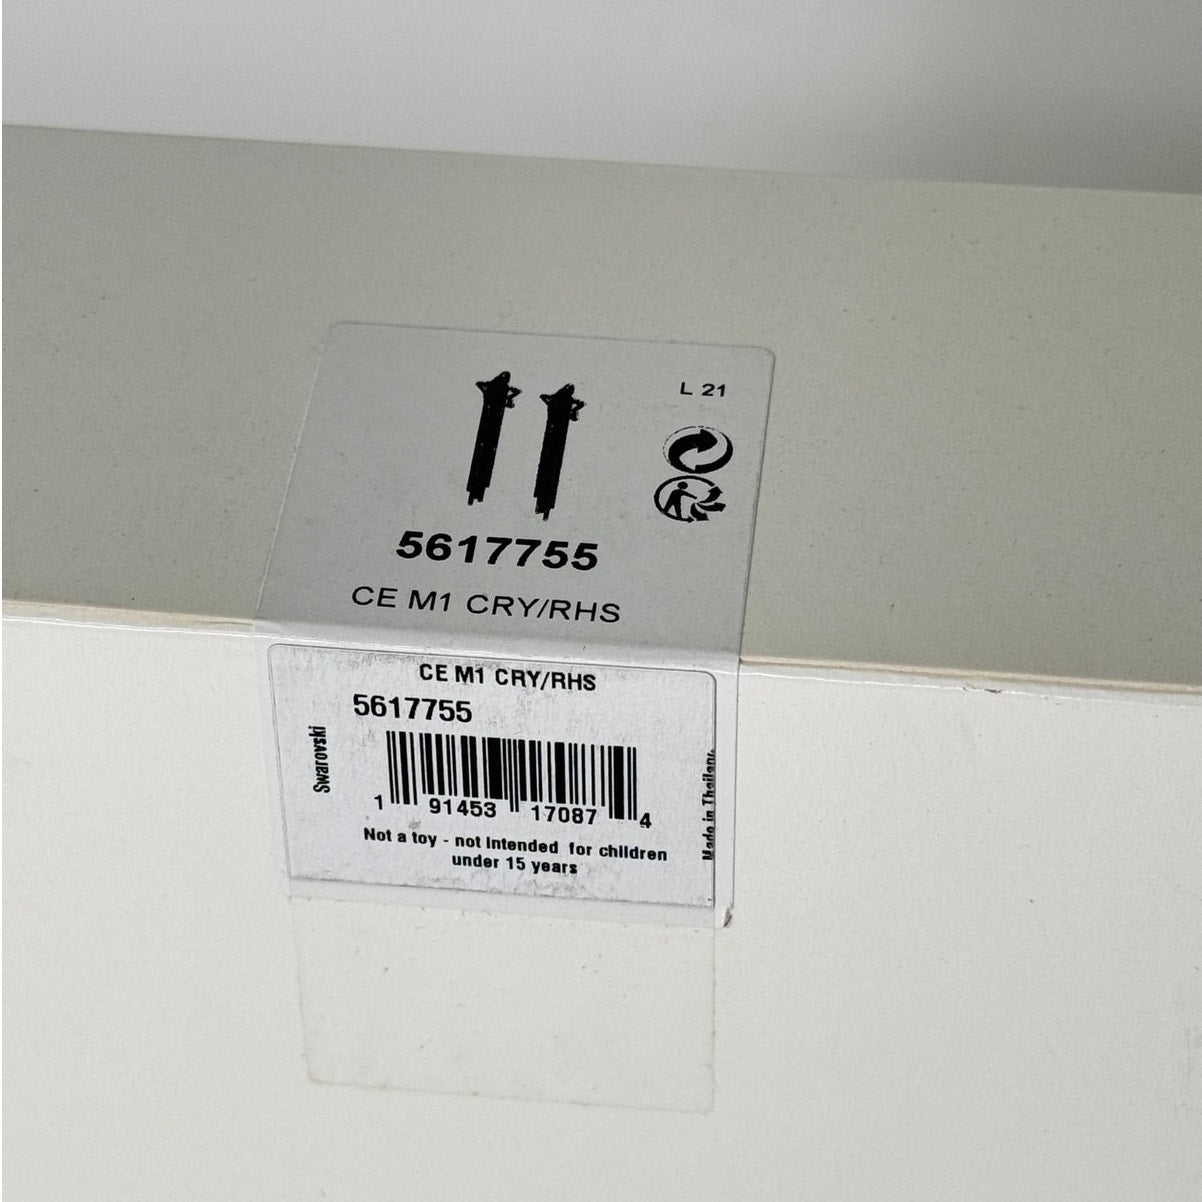 L 21
5617755
CE M1 CRY/RHS
CE M1 CRY/RHS
5617755
Swarovski
1 91453 17087 4
Made in
Not a toy - not intended for children
under 15 years